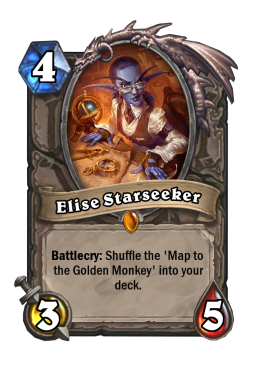 4
Elise Starseeker
Battlecry: Shuffle the 'Map to
the Golden Monkey' into your
deck.
3
5